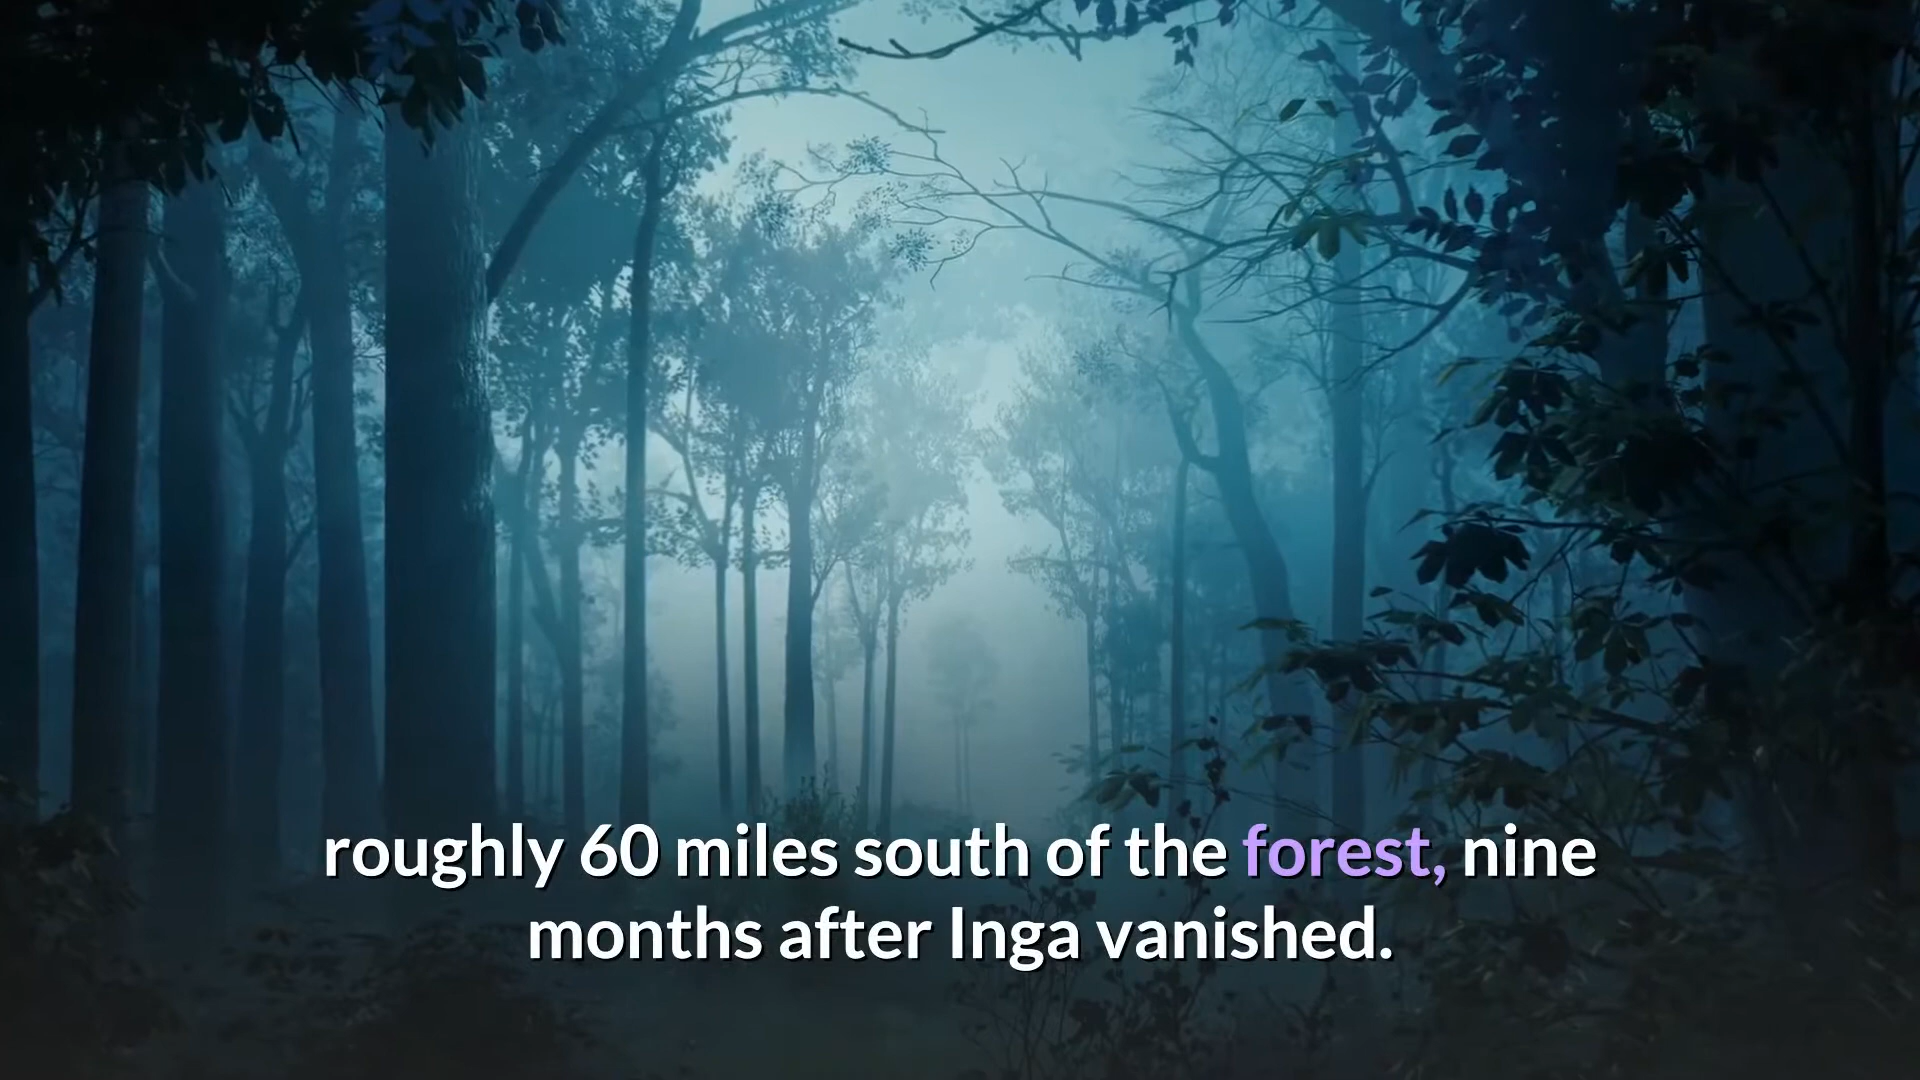 roughly 60 miles south of the forest, nine
months after Inga vanished.